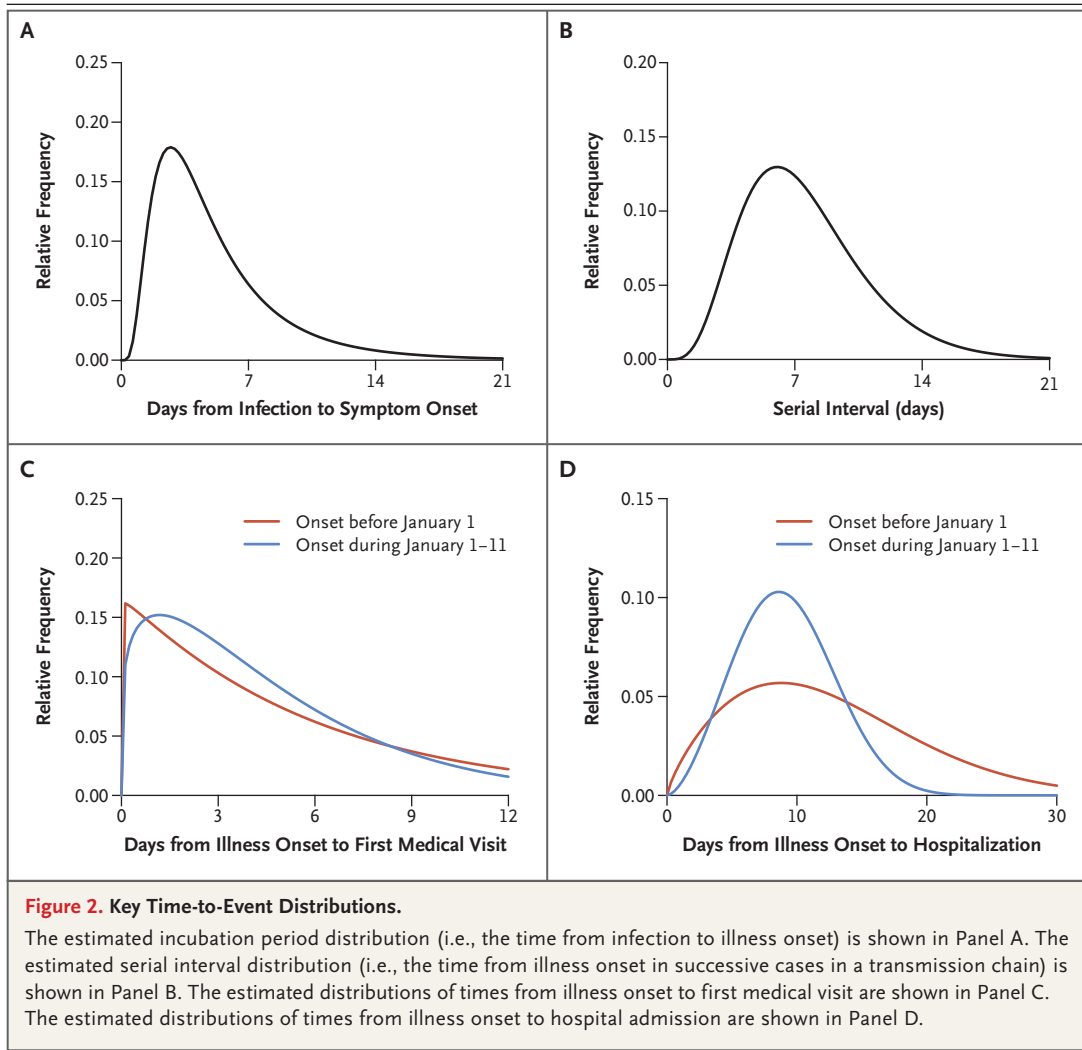 A
0.25
0.20
0.15
0.10
0.05
0.00
Relative Frequency
0 7 14 21
Days from Infection to Symptom Onset
B
0.20
0.15
0.10
0.05
0.00
Relative Frequency
0 7 14 21
Serial Interval (days)
C
0.25
0.20
0.15
0.10
0.05
0.00
Relative Frequency
Onset before January 1
Onset during January 1–11
0 3 6 9 12
Days from Illness Onset to First Medical Visit
D
0.15
0.10
0.05
0.00
Relative Frequency
Onset before January 1
Onset during January 1–11
0 10 20 30
Days from Illness Onset to Hospitalization
Figure 2. Key Time-to-Event Distributions.
The estimated incubation period distribution (i.e., the time from infection to illness onset) is shown in Panel A. The
estimated serial interval distribution (i.e., the time from illness onset in successive cases in a transmission chain) is
shown in Panel B. The estimated distributions of times from illness onset to first medical visit are shown in Panel C.
The estimated distributions of times from illness onset to hospital admission are shown in Panel D.